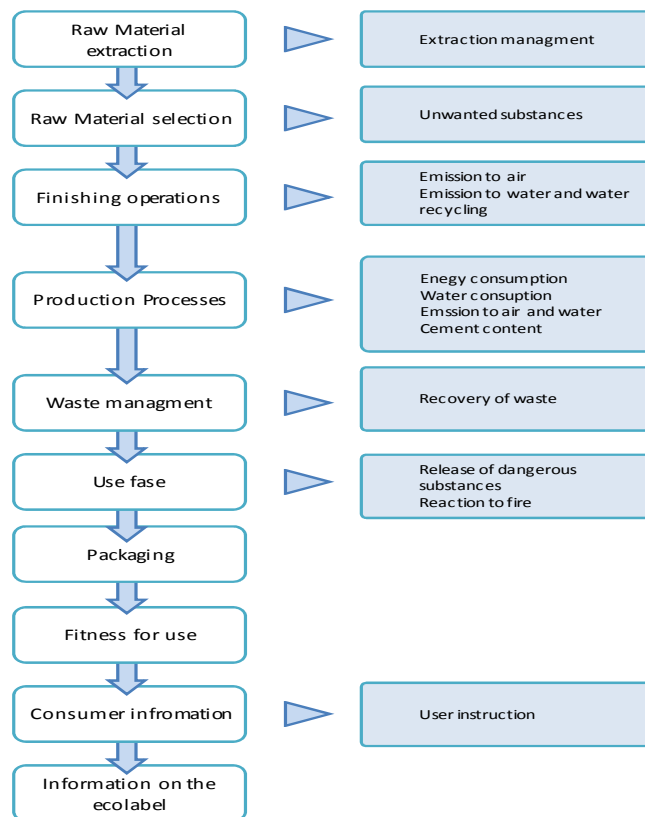 Raw Material
extraction
Extraction managment
Raw Material selection
Unwanted substances
Finishing operations
Emission to air
Emission to water and water
recycling
Production Processes
Enegy consumption
Water consuption
Emssion to air and water
Cement content
Waste managment
Recovery of waste
Use fase
Release of dangerous
substances
Reaction to fire
Packaging
Fitness for use
Consumer infromation
User instruction
Information on the
ecolabel